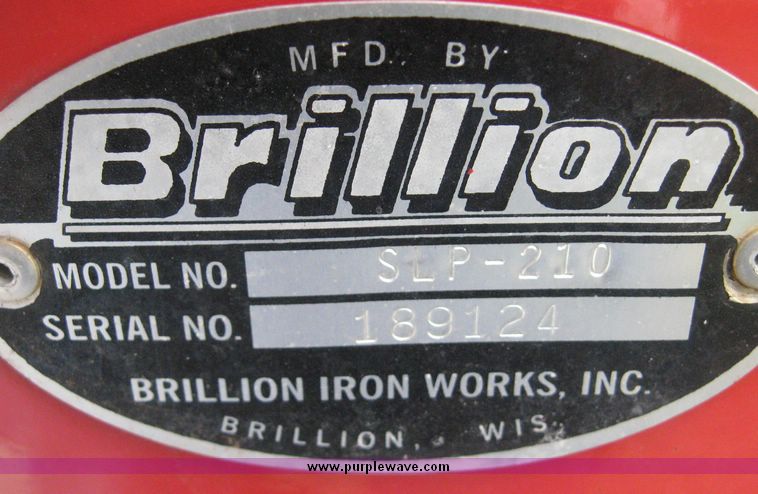 MFD. BY
Brillion
MODEL NO. SLP-210
SERIAL NO. 189124
BRILLION IRON WORKS, INC.
BRILLION, WIS.
www.purplewave.com